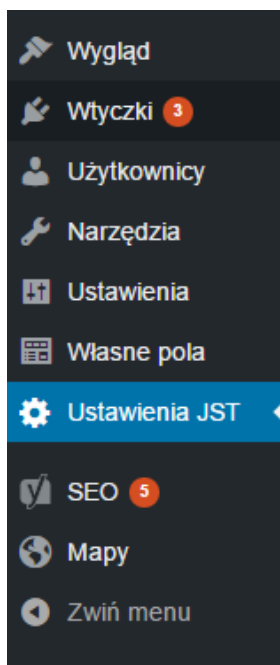 Wygląd
Wtyczki 3
Użytkownicy
Narzędzia
Ustawienia
Własne pola
Ustawienia JST
SEO 5
Mapy
Zwiń menu